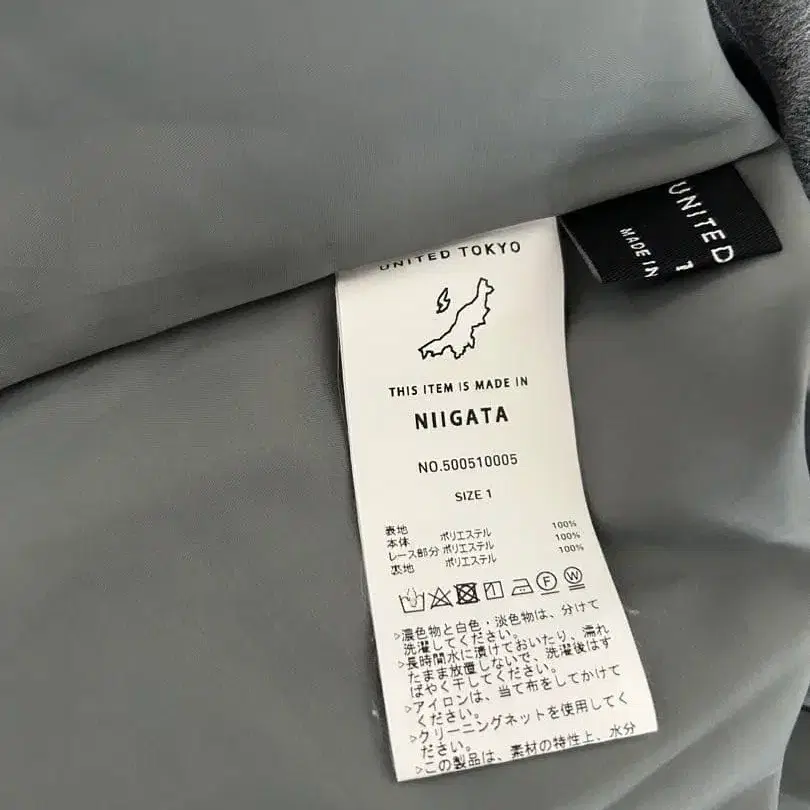 UNITED TOKYO
THIS ITEM IS MADE IN
NIIGATA
NO.500510005
SIZE 1
表地
本体 ポリエステル 100%
レース部分 ポリエステル 100%
裏地 ポリエステル 100%
F W
▷濃色物と白色・淡色物は、分けて
洗濯してください。
▷長時間水に漬けておいたり、濡れ
たまま放置しないで、洗濯後はす
ばやく干してください。
▷アイロンは、当て布をしてかけて
ください。
▷クリーニングネットを使用してく
ださい。
▷この製品は、素材の特性上、水分
UNITED
MADE IN